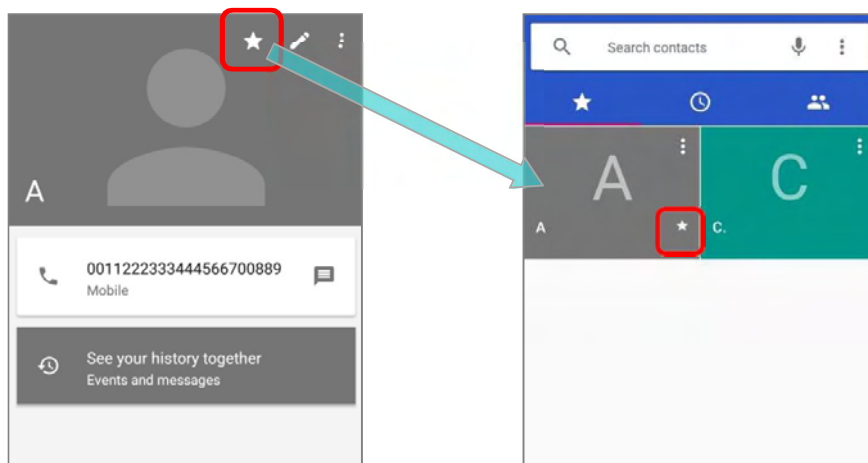 A
0011222333444566700889
Mobile
See your history together
Events and messages
Search contacts
A
C
A
C.